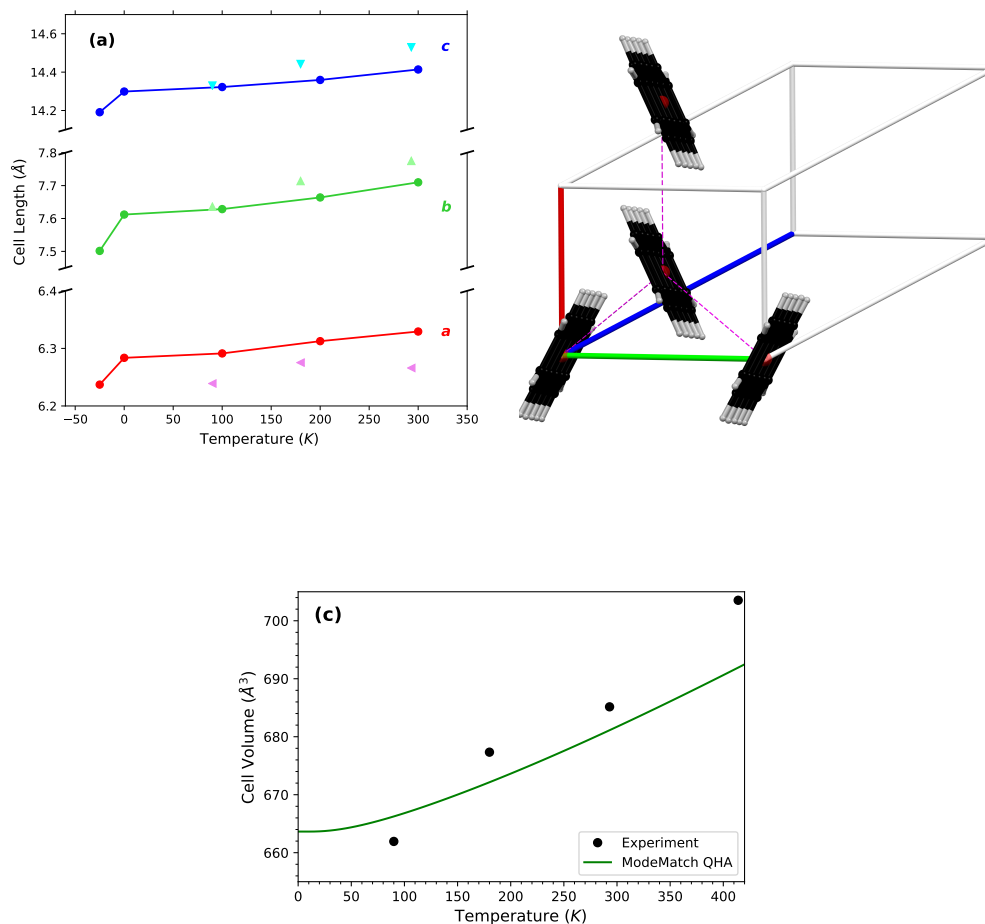 (a)
c
b
a
Cell Length (Å)
14.6
14.4
14.2
7.8
7.7
7.6
7.5
6.4
6.3
6.2
−50 0 50 100 150 200 250 300 350
Temperature (K)
(c)
Cell Volume (Å³)
700
690
680
670
660
Experiment
ModeMatch QHA
0 50 100 150 200 250 300 350 400
Temperature (K)